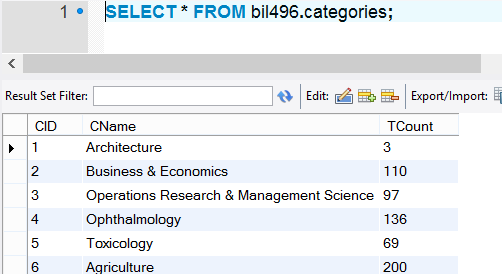 1 SELECT * FROM bil496.categories;
Result Set Filter: Edit: Export/Import:
CID CName TCount
1 Architecture 3
2 Business & Economics 110
3 Operations Research & Management Science 97
4 Ophthalmology 136
5 Toxicology 69
6 Agriculture 200